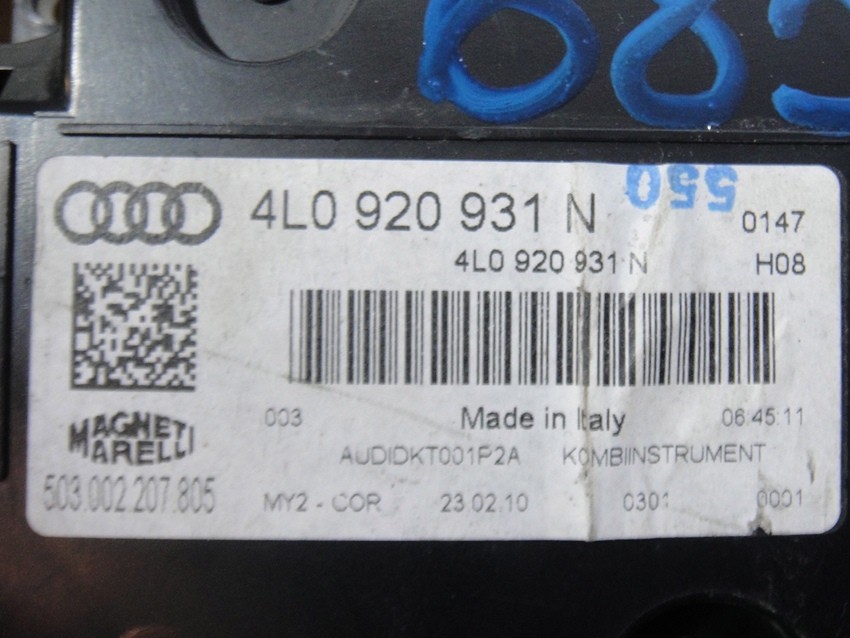 4L0 920 931 N
550
0147
4L0 920 931 N
H08
003
Made in Italy
06:45:11
MAGNETI
MARELLI
AUDIDKT001P2A
KOMBIINSTRUMENT
503.002.207.805
MY2 - COR
23.02.10
0301
0001